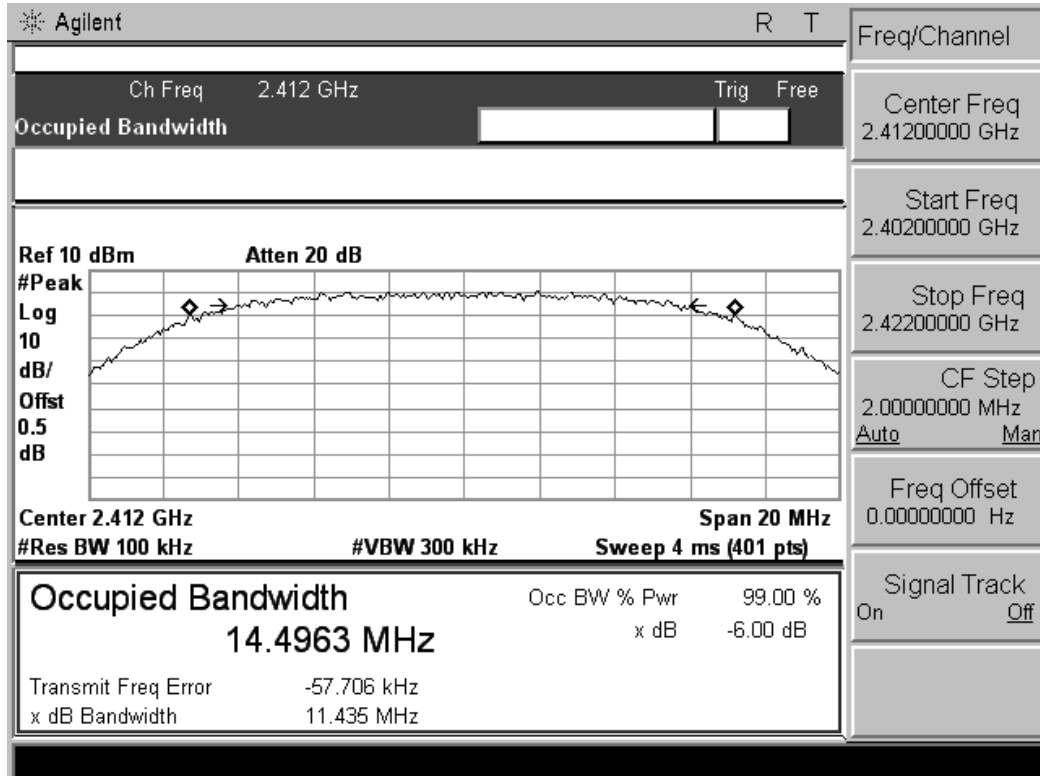 Agilent R T
Ch Freq 2.412 GHz Trig Free
Occupied Bandwidth
Ref 10 dBm Atten 20 dB
#Peak
Log
10
dB/
Offst
0.5
dB
Center 2.412 GHz Span 20 MHz
#Res BW 100 kHz #VBW 300 kHz Sweep 4 ms (401 pts)
Occupied Bandwidth
14.4963 MHz
Occ BW % Pwr 99.00 %
x dB -6.00 dB
Transmit Freq Error -57.706 kHz
x dB Bandwidth 11.435 MHz
Freq/Channel
Center Freq
2.41200000 GHz
Start Freq
2.40200000 GHz
Stop Freq
2.42200000 GHz
CF Step
2.00000000 MHz
Auto Man
Freq Offset
0.00000000 Hz
Signal Track
On Off